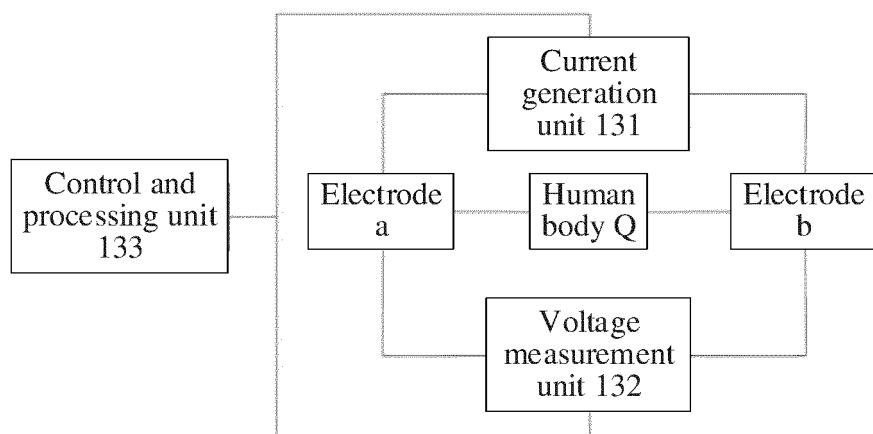 Current
generation
unit 131
Control and
processing unit
133
Electrode
a
Human
body Q
Electrode
b
Voltage
measurement
unit 132